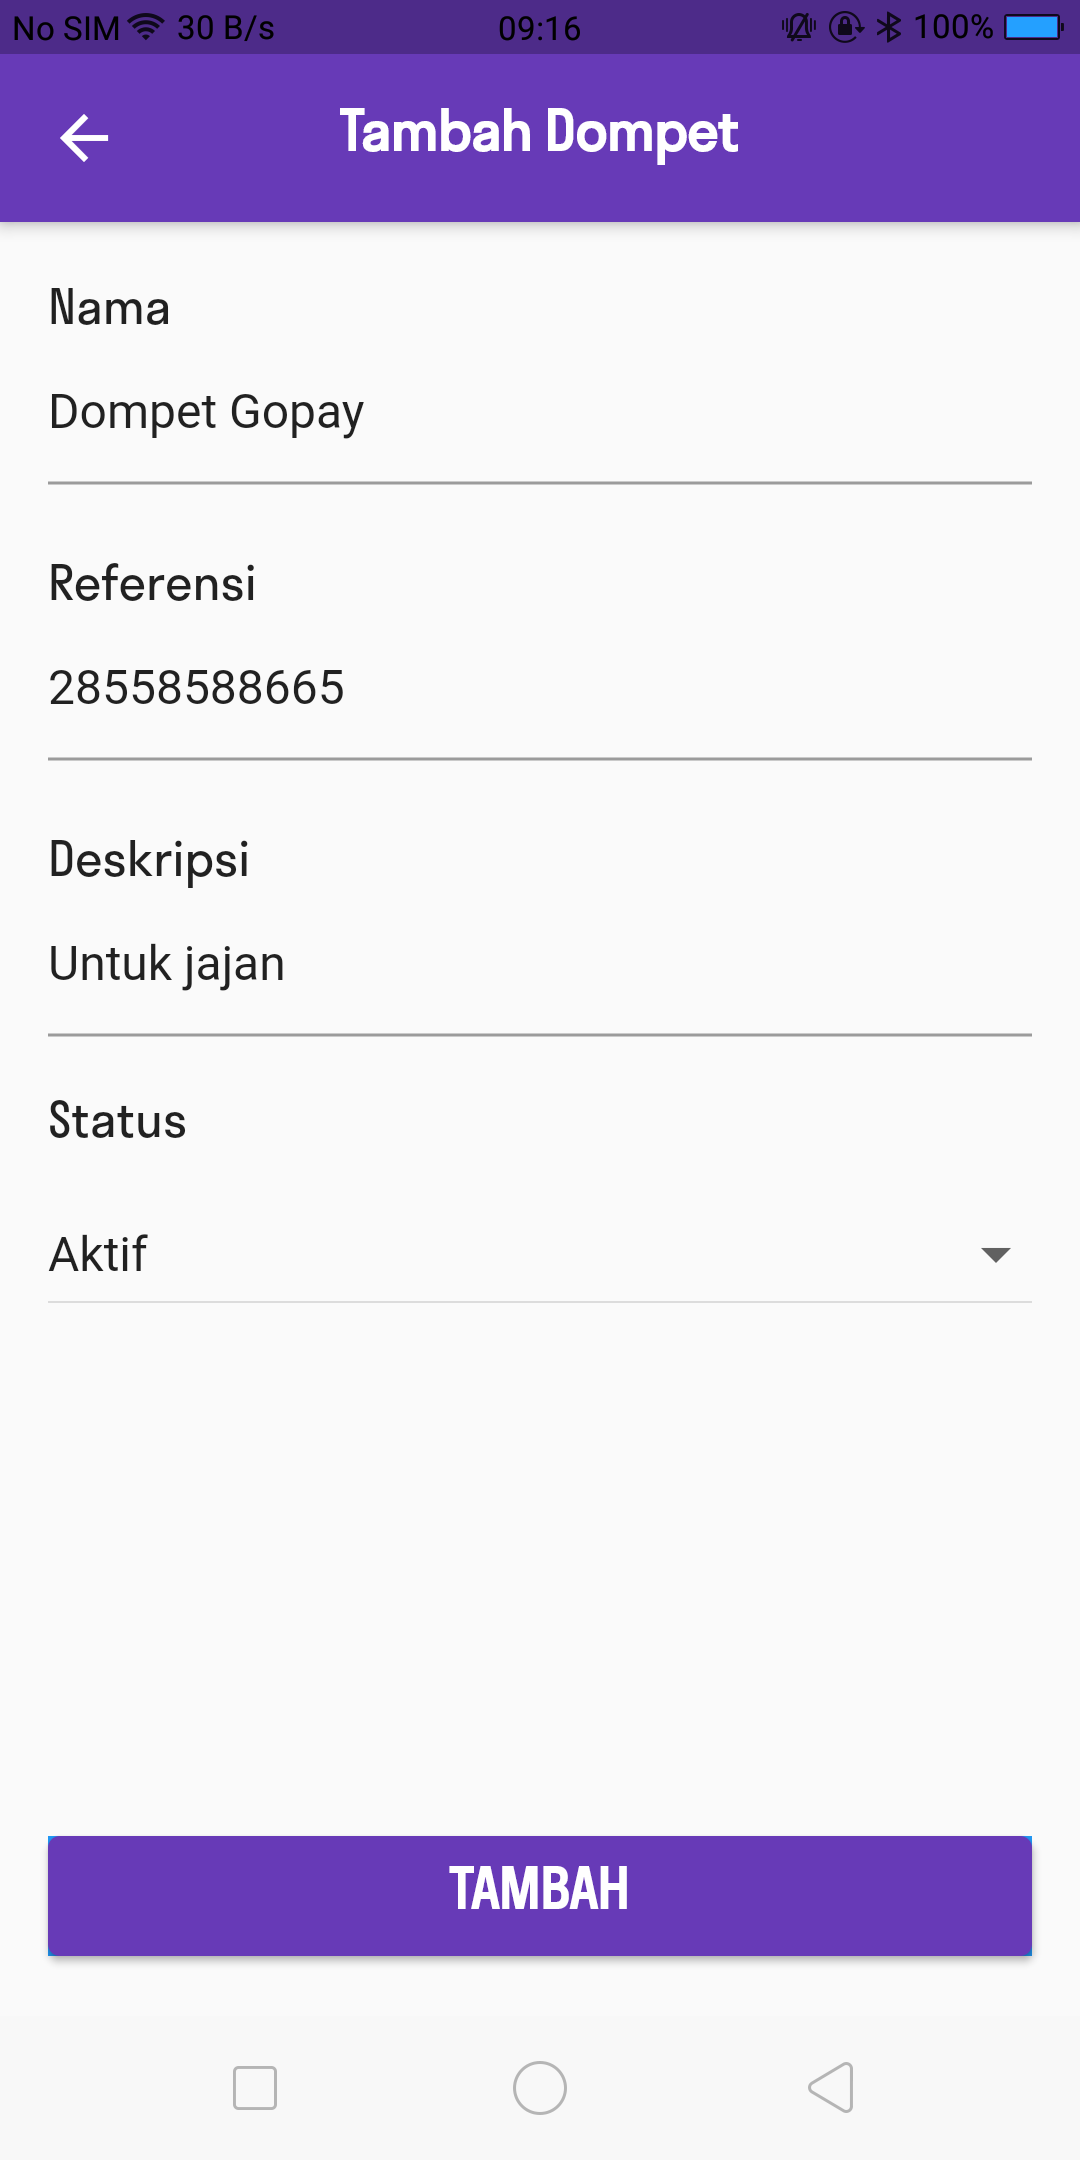 No SIM 30 B/s 09:16 100%
Tambah Dompet
Nama
Dompet Gopay
Referensi
28558588665
Deskripsi
Untuk jajan
Status
Aktif
TAMBAH